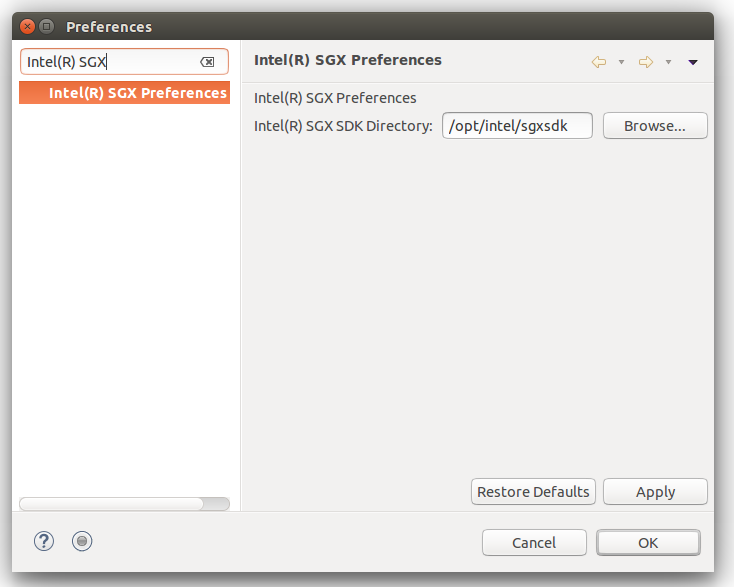 Preferences
Intel(R) SGX
Intel(R) SGX Preferences
Intel(R) SGX Preferences
Intel(R) SGX Preferences
Intel(R) SGX SDK Directory: /opt/intel/sgxsdk Browse...
Restore Defaults Apply
? Cancel OK